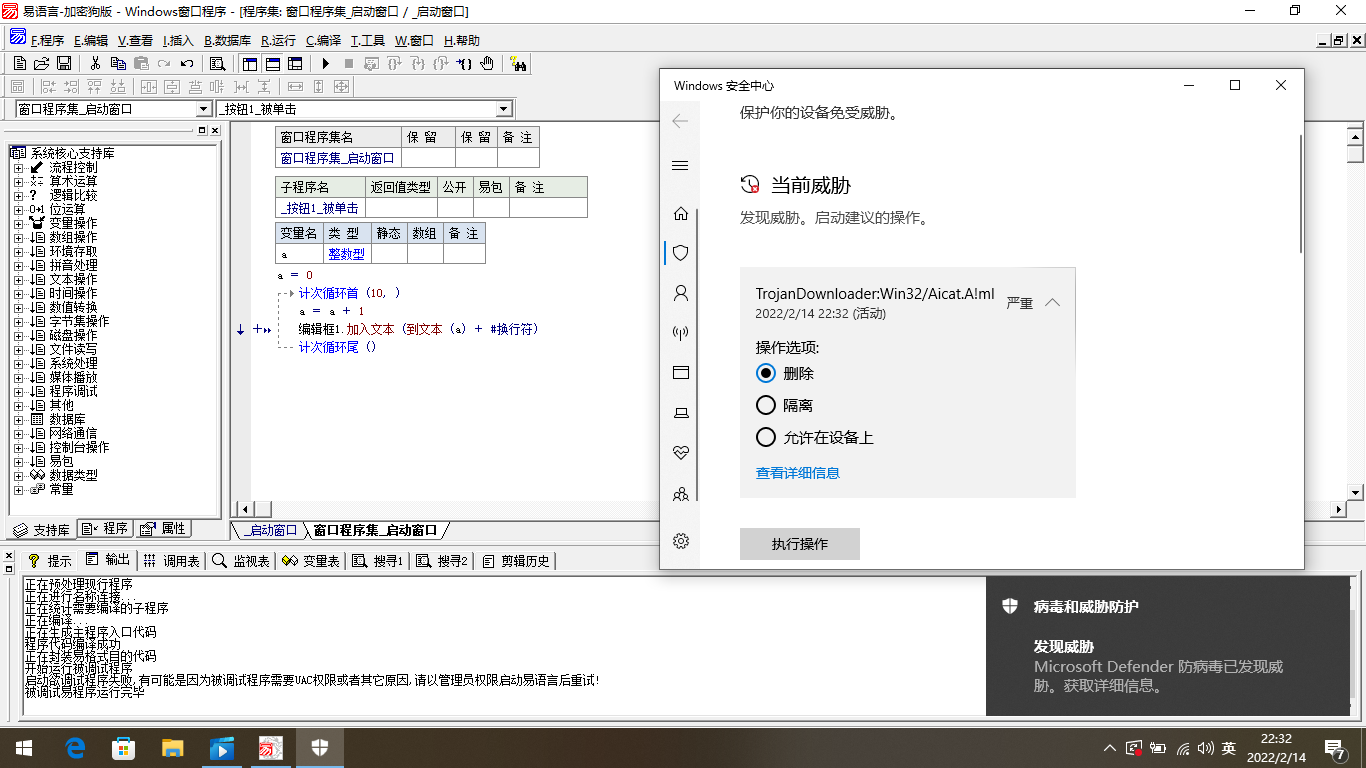 易语言-加密狗版 - Windows窗口程序 - [程序集: 窗口程序集_启动窗口 / _启动窗口]
F.程序 E.编辑 V.查看 I.插入 B.数据库 R.运行 C.编译 T.工具 W.窗口 H.帮助
窗口程序集_启动窗口 _按钮1_被单击
系统核心支持库
流程控制
算术运算
逻辑比较
位运算
变量操作
数组操作
环境存取
拼音处理
文本操作
时间操作
数值转换
字节集操作
磁盘操作
文件读写
系统处理
媒体播放
程序调试
其他
数据库
网络通信
控制台操作
易包
数据类型
常量
支持库 程序 属性
窗口程序集名 保 留 保 留 备 注
窗口程序集_启动窗口
子程序名 返回值类型 公开 易包 备 注
_按钮1_被单击
变量名 类 型 静态 数组 备 注
a 整数型
a = 0
计次循环首 (10, )
a = a + 1
编辑框1.加入文本 (到文本 (a) + #换行符)
计次循环尾 ()
_启动窗口 窗口程序集_启动窗口
Windows 安全中心
保护你的设备免受威胁。
当前威胁
发现威胁。启动建议的操作。
TrojanDownloader:Win32/Aicat.A!ml
2022/2/14 22:32 (活动)
严重
操作选项:
删除
隔离
允许在设备上
查看详细信息
执行操作
提示 输出 调用表 监视表 变量表 搜寻1 搜寻2 剪辑历史
正在预处理现行程序
正在进行名称连接...
正在统计需要编译的子程序
正在编译...
正在生成主程序入口代码
程序代码编译成功
正在封装易格式目的代码
开始运行被调试程序
启动欲调试程序失败,有可能是因为被调试程序需要UAC权限或者其它原因,请以管理员权限启动易语言后重试!
被调试易程序运行完毕
病毒和威胁防护
发现威胁
Microsoft Defender 防病毒已发现威
胁。获取详细信息。
英
22:32
2022/2/14
7